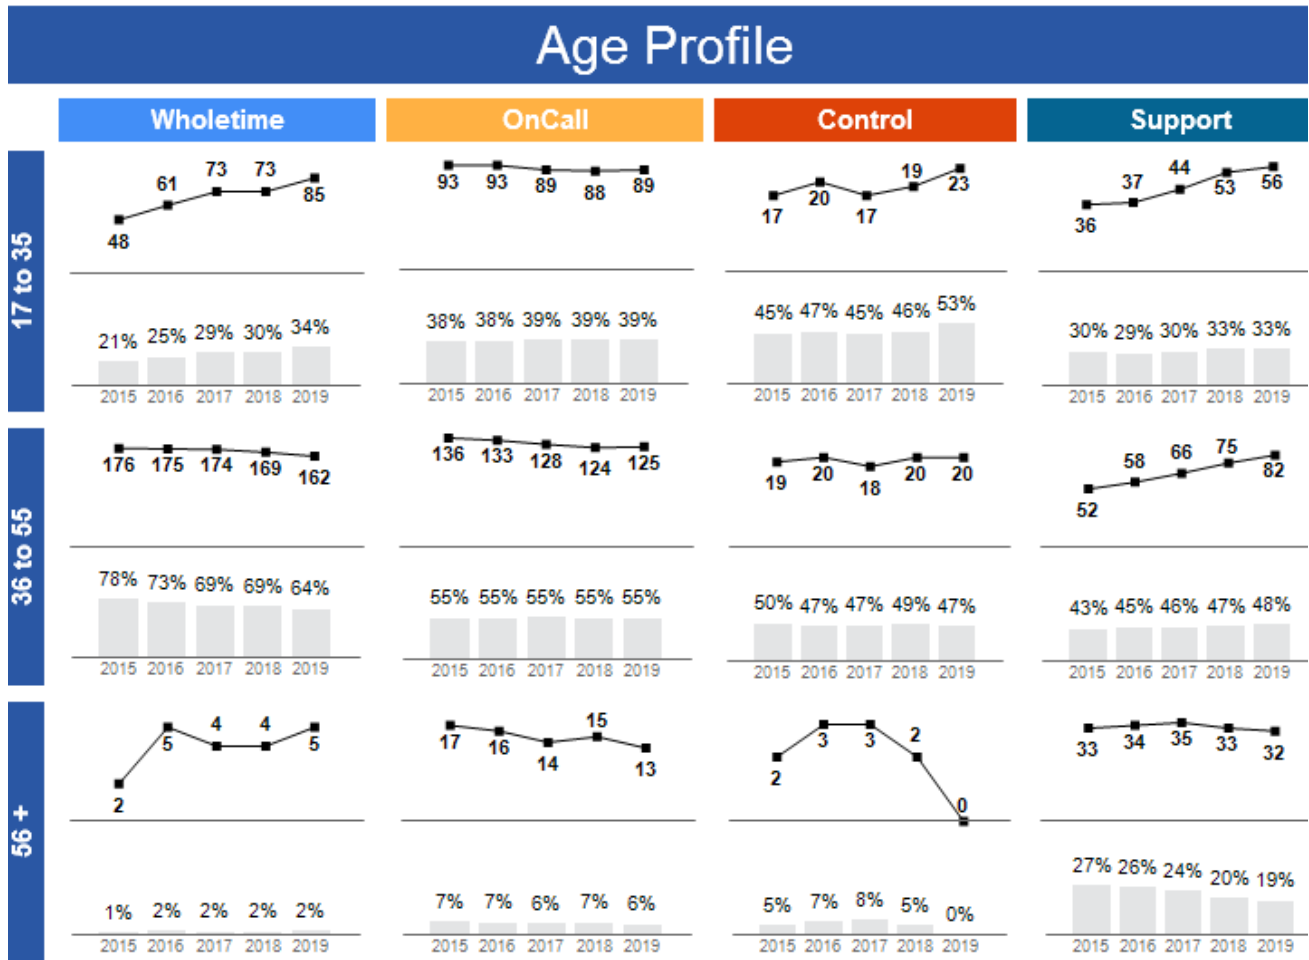 Age Profile
Wholetime OnCall Control Support
17 to 35
48 61 73 73 85
93 93 89 88 89
17 20 17 19 23
36 37 44 53 56
21% 25% 29% 30% 34%
38% 38% 39% 39% 39%
45% 47% 45% 46% 53%
30% 29% 30% 33% 33%
2015 2016 2017 2018 2019
2015 2016 2017 2018 2019
2015 2016 2017 2018 2019
2015 2016 2017 2018 2019
36 to 55
176 175 174 169 162
136 133 128 124 125
19 20 18 20 20
52 58 66 75 82
78% 73% 69% 69% 64%
55% 55% 55% 55% 55%
50% 47% 47% 49% 47%
43% 45% 46% 47% 48%
2015 2016 2017 2018 2019
2015 2016 2017 2018 2019
2015 2016 2017 2018 2019
2015 2016 2017 2018 2019
56 +
2 5 4 4 5
17 16 14 15 13
2 3 3 2 0
33 34 35 33 32
1% 2% 2% 2% 2%
7% 7% 6% 7% 6%
5% 7% 8% 5% 0%
27% 26% 24% 20% 19%
2015 2016 2017 2018 2019
2015 2016 2017 2018 2019
2015 2016 2017 2018 2019
2015 2016 2017 2018 2019